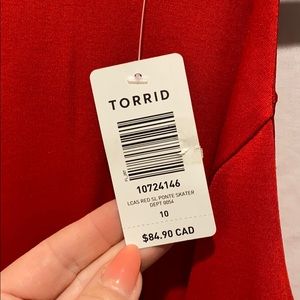 TORRID
10724146
LCAS RED SL PONTE SKATER
DEPT 0054
10
$84.90 CAD